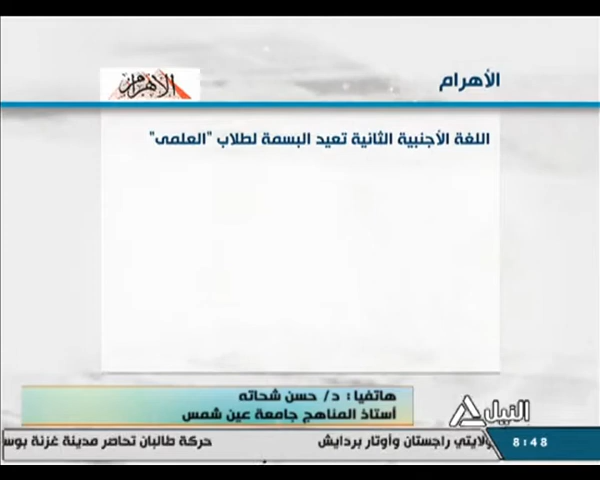 الأهرام
الأهرام
اللغة الأجنبية الثانية تعيد البسمة لطلاب "العلمى"
هاتفيا: د/ حسن شحاته
أستاذ المناهج جامعة عين شمس
النيل
8:48
ولايتي راجستان وأوتار بردايش
حركة طالبان تحاصر مدينة غزنة بوس